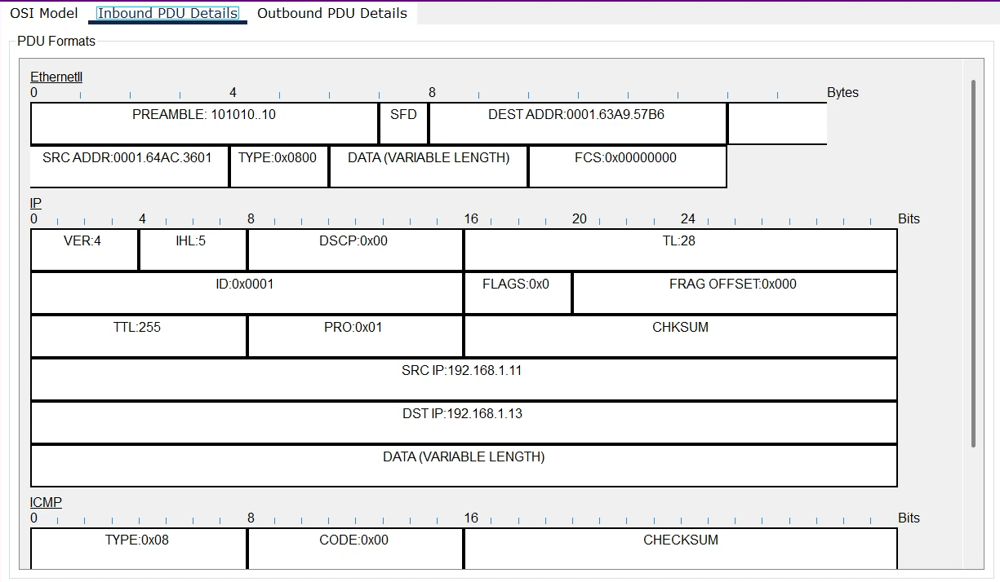 OSI Model Inbound PDU Details Outbound PDU Details
PDU Formats
EthernetII
0 4 8 Bytes
PREAMBLE: 101010..10 SFD DEST ADDR:0001.63A9.57B6
SRC ADDR:0001.64AC.3601 TYPE:0x0800 DATA (VARIABLE LENGTH) FCS:0x00000000
IP
0 4 8 16 20 24 Bits
VER:4 IHL:5 DSCP:0x00 TL:28
ID:0x0001 FLAGS:0x0 FRAG OFFSET:0x000
TTL:255 PRO:0x01 CHKSUM
SRC IP:192.168.1.11
DST IP:192.168.1.13
DATA (VARIABLE LENGTH)
ICMP
0 8 16 Bits
TYPE:0x08 CODE:0x00 CHECKSUM